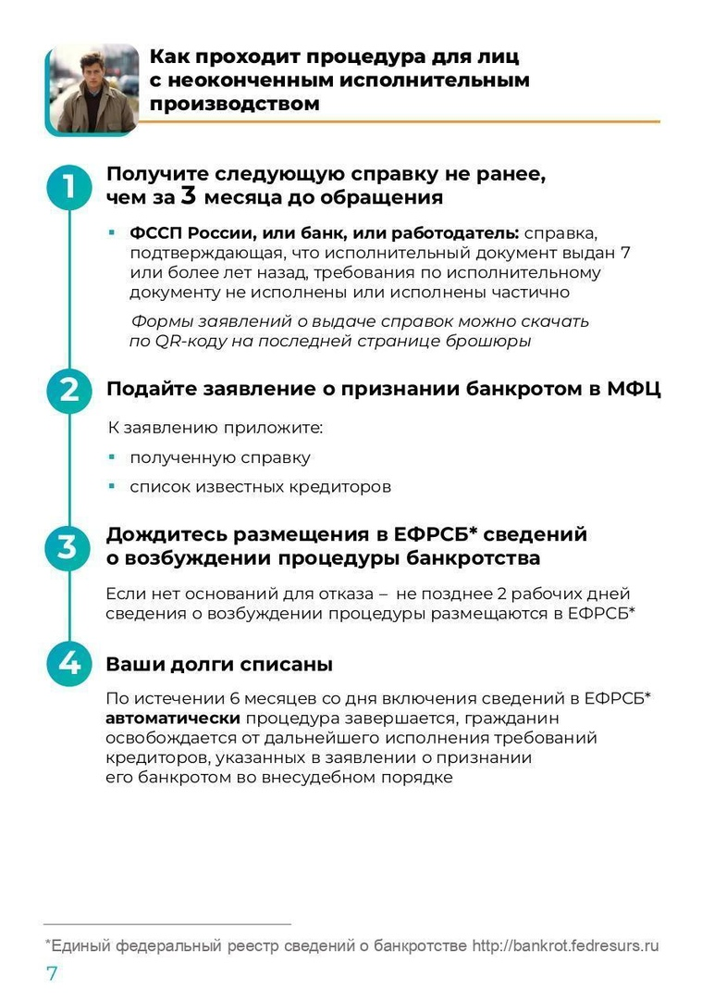 Как проходит процедура для лиц
с неоконченным исполнительным
производством
1
Получите следующую справку не ранее,
чем за 3 месяца до обращения
▪ ФССП России, или банк, или работодатель: справка,
подтверждающая, что исполнительный документ выдан 7
или более лет назад, требования по исполнительному
документу не исполнены или исполнены частично
Формы заявлений о выдаче справок можно скачать
по QR-коду на последней странице брошюры
2
Подайте заявление о признании банкротом в МФЦ
К заявлению приложите:
▪ полученную справку
▪ список известных кредиторов
3
Дождитесь размещения в ЕФРСБ* сведений
о возбуждении процедуры банкротства
Если нет оснований для отказа – не позднее 2 рабочих дней
сведения о возбуждении процедуры размещаются в ЕФРСБ*
4
Ваши долги списаны
По истечении 6 месяцев со дня включения сведений в ЕФРСБ*
автоматически процедура завершается, гражданин
освобождается от дальнейшего исполнения требований
кредиторов, указанных в заявлении о признании
его банкротом во внесудебном порядке
*Единый федеральный реестр сведений о банкротстве http://bankrot.fedresurs.ru
7